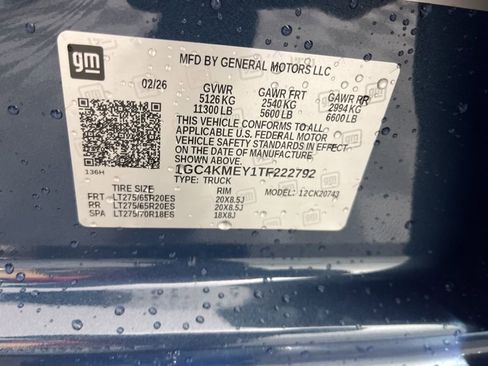 gm
MFD BY GENERAL MOTORS LLC
02/26
GVWR GAWR FRT GAWR RR
5126 KG 2540 KG 2994 KG
11300 LB 5600 LB 6600 LB
THIS VEHICLE CONFORMS TO ALL
APPLICABLE U.S. FEDERAL MOTOR
VEHICLE SAFETY STANDARDS IN EFFECT
ON THE DATE OF MANUFACTURE
SHOWN ABOVE.
1GC4KMEY1TF222792
TYPE: TRUCK
136H
MODEL: 12CK20743
TIRE SIZE RIM
FRT LT275/65R20ES 20X8.5J
RR LT275/65R20ES 20X8.5J
SPA LT275/70R18ES 18X8J